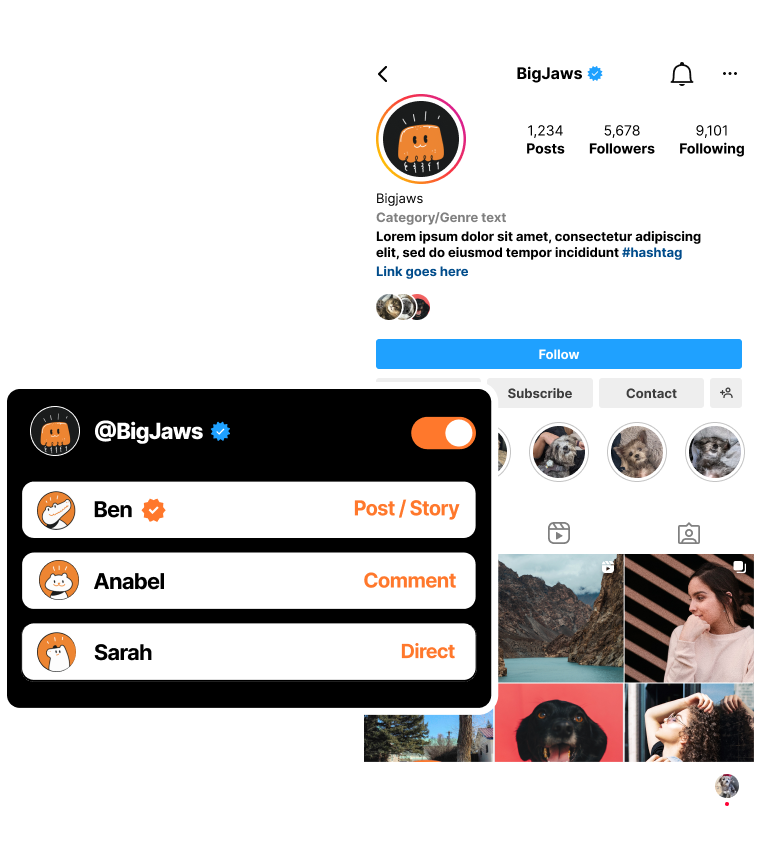 BigJaws
1,234 5,678 9,101
Posts Followers Following
Bigjaws
Category/Genre text
Lorem ipsum dolor sit amet, consectetur adipiscing
elit, sed do eiusmod tempor incididunt #hashtag
Link goes here
Follow
Subscribe Contact
@BigJaws
Ben Post / Story
Anabel Comment
Sarah Direct